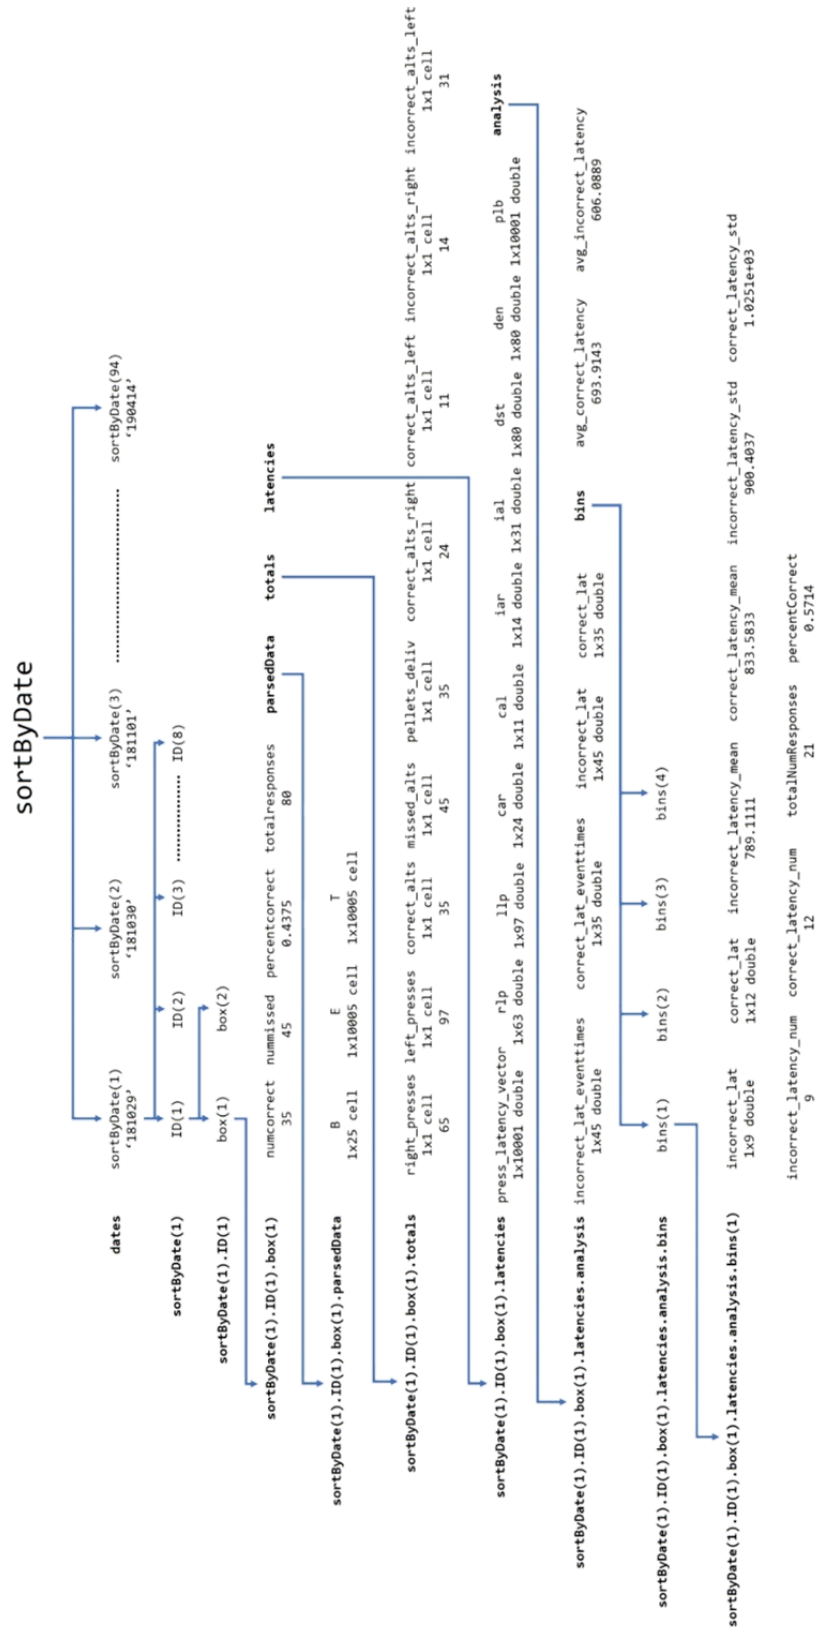 sortByDate
dates sortByDate(1) sortByDate(2) sortByDate(3) sortByDate(94)
‘181029’ ‘181030’ ‘181101’ ‘190414’
sortByDate(1) ID(1) ID(2) ID(3) ID(8)
sortByDate(1).ID(1) box(1) box(2)
sortByDate(1).ID(1).box(1) numcorrect nummissed percentcorrect totalresponses parsedData totals latencies
35 45 0.4375 80
sortByDate(1).ID(1).box(1).parsedData B E T
1x25 cell 1x10005 cell 1x10005 cell
sortByDate(1).ID(1).box(1).totals right_presses left_presses correct_alts missed_alts pellets_deliv correct_alts_right correct_alts_left incorrect_alts_right incorrect_alts_left
1x1 cell 1x1 cell 1x1 cell 1x1 cell 1x1 cell 1x1 cell 1x1 cell 1x1 cell 1x1 cell
65 97 35 45 35 24 11 14 31
sortByDate(1).ID(1).box(1).latencies press_latency_vector rlp llp car cal iar ial dst den plb analysis
1x10001 double 1x63 double 1x97 double 1x24 double 1x11 double 1x14 double 1x31 double 1x80 double 1x80 double 1x10001 double
sortByDate(1).ID(1).box(1).latencies.analysis incorrect_lat_eventtimes correct_lat_eventtimes incorrect_lat correct_lat bins avg_correct_latency avg_incorrect_latency
1x45 double 1x35 double 1x45 double 1x35 double 693.9143 606.0889
sortByDate(1).ID(1).box(1).latencies.analysis.bins bins(1) bins(2) bins(3) bins(4)
sortByDate(1).ID(1).box(1).latencies.analysis.bins(1) incorrect_lat correct_lat incorrect_latency_mean correct_latency_mean incorrect_latency_std correct_latency_std
1x9 double 1x12 double 789.1111 833.5833 900.4037 1.0251e+03
incorrect_latency_num correct_latency_num totalNumResponses percentCorrect
9 12 21 0.5714